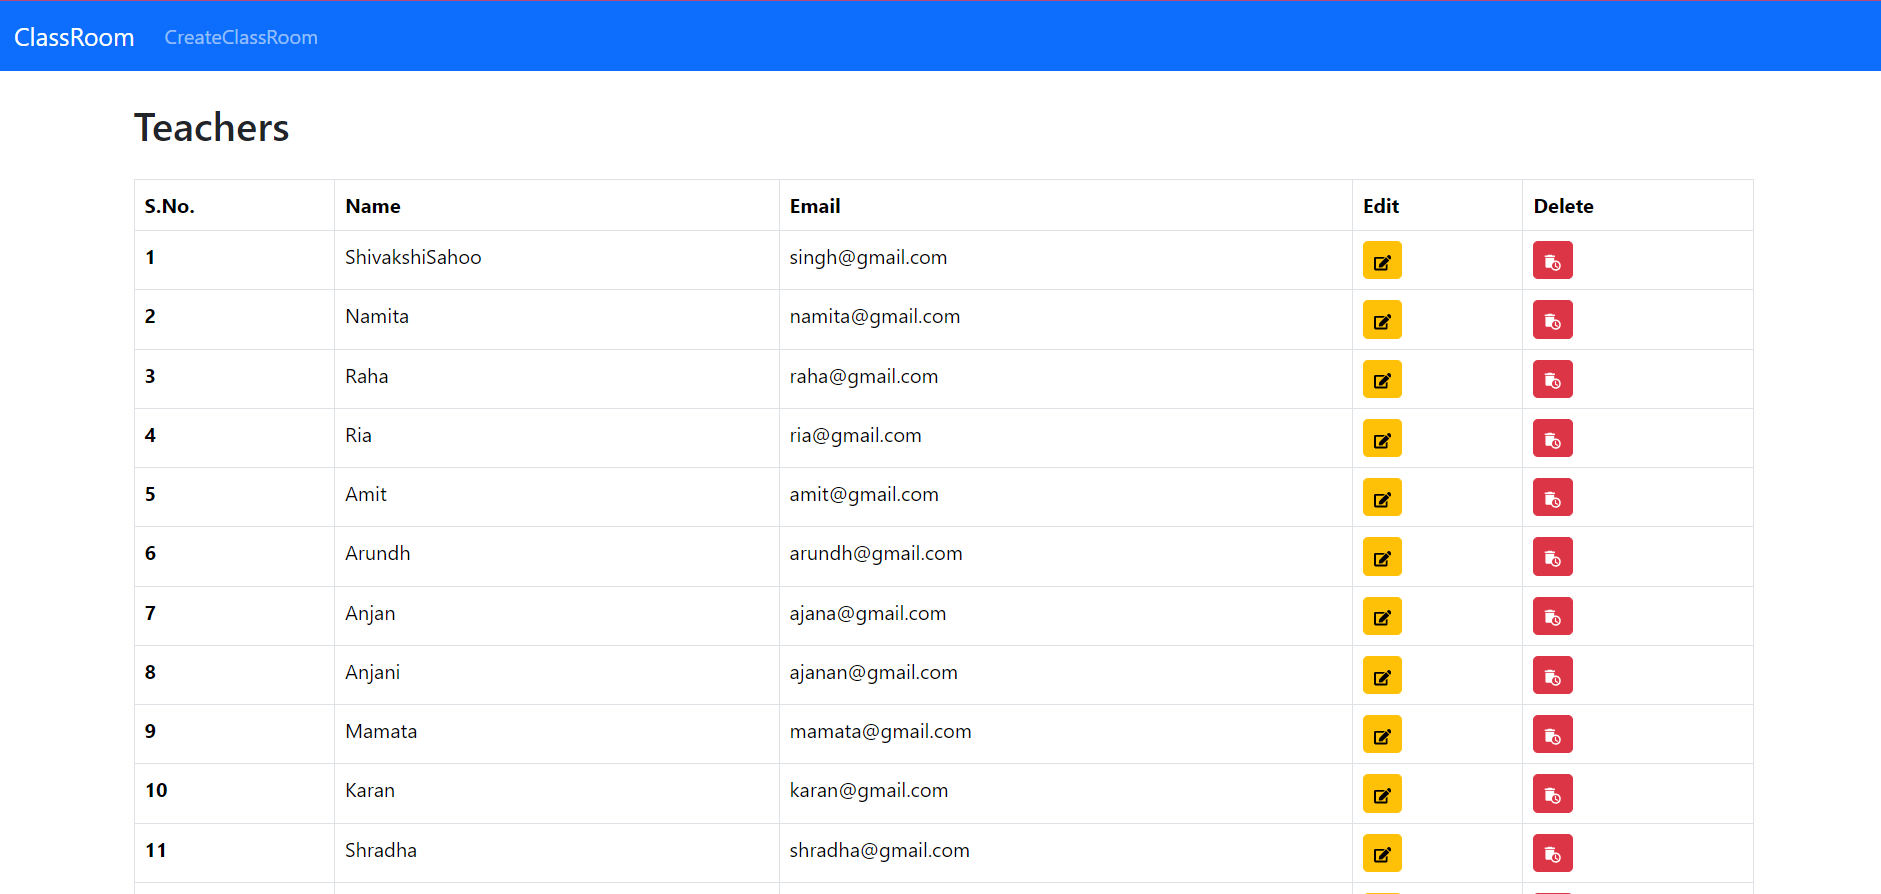 ClassRoom CreateClassRoom
Teachers
S.No. Name Email Edit Delete
1 ShivakshiSahoo singh@gmail.com
2 Namita namita@gmail.com
3 Raha raha@gmail.com
4 Ria ria@gmail.com
5 Amit amit@gmail.com
6 Arundh arundh@gmail.com
7 Anjan ajana@gmail.com
8 Anjani ajanan@gmail.com
9 Mamata mamata@gmail.com
10 Karan karan@gmail.com
11 Shradha shradha@gmail.com